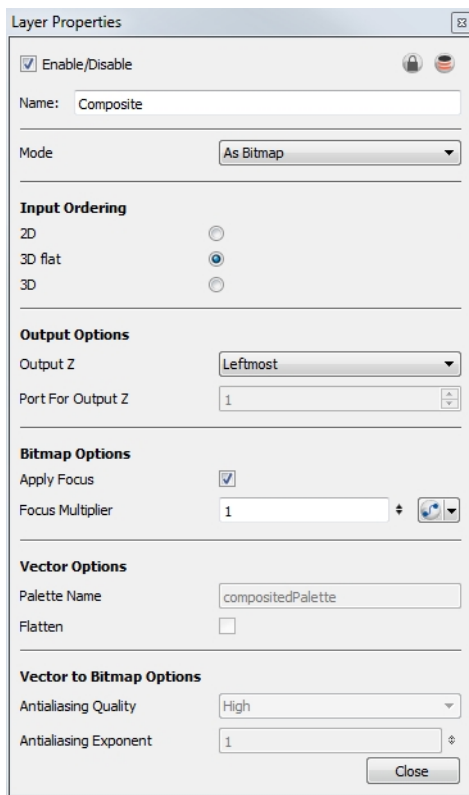 Layer Properties
Enable/Disable
Name: Composite
Mode As Bitmap
Input Ordering
2D
3D flat
3D
Output Options
Output Z Leftmost
Port For Output Z 1
Bitmap Options
Apply Focus
Focus Multiplier 1
Vector Options
Palette Name compositedPalette
Flatten
Vector to Bitmap Options
Antialiasing Quality High
Antialiasing Exponent 1
Close